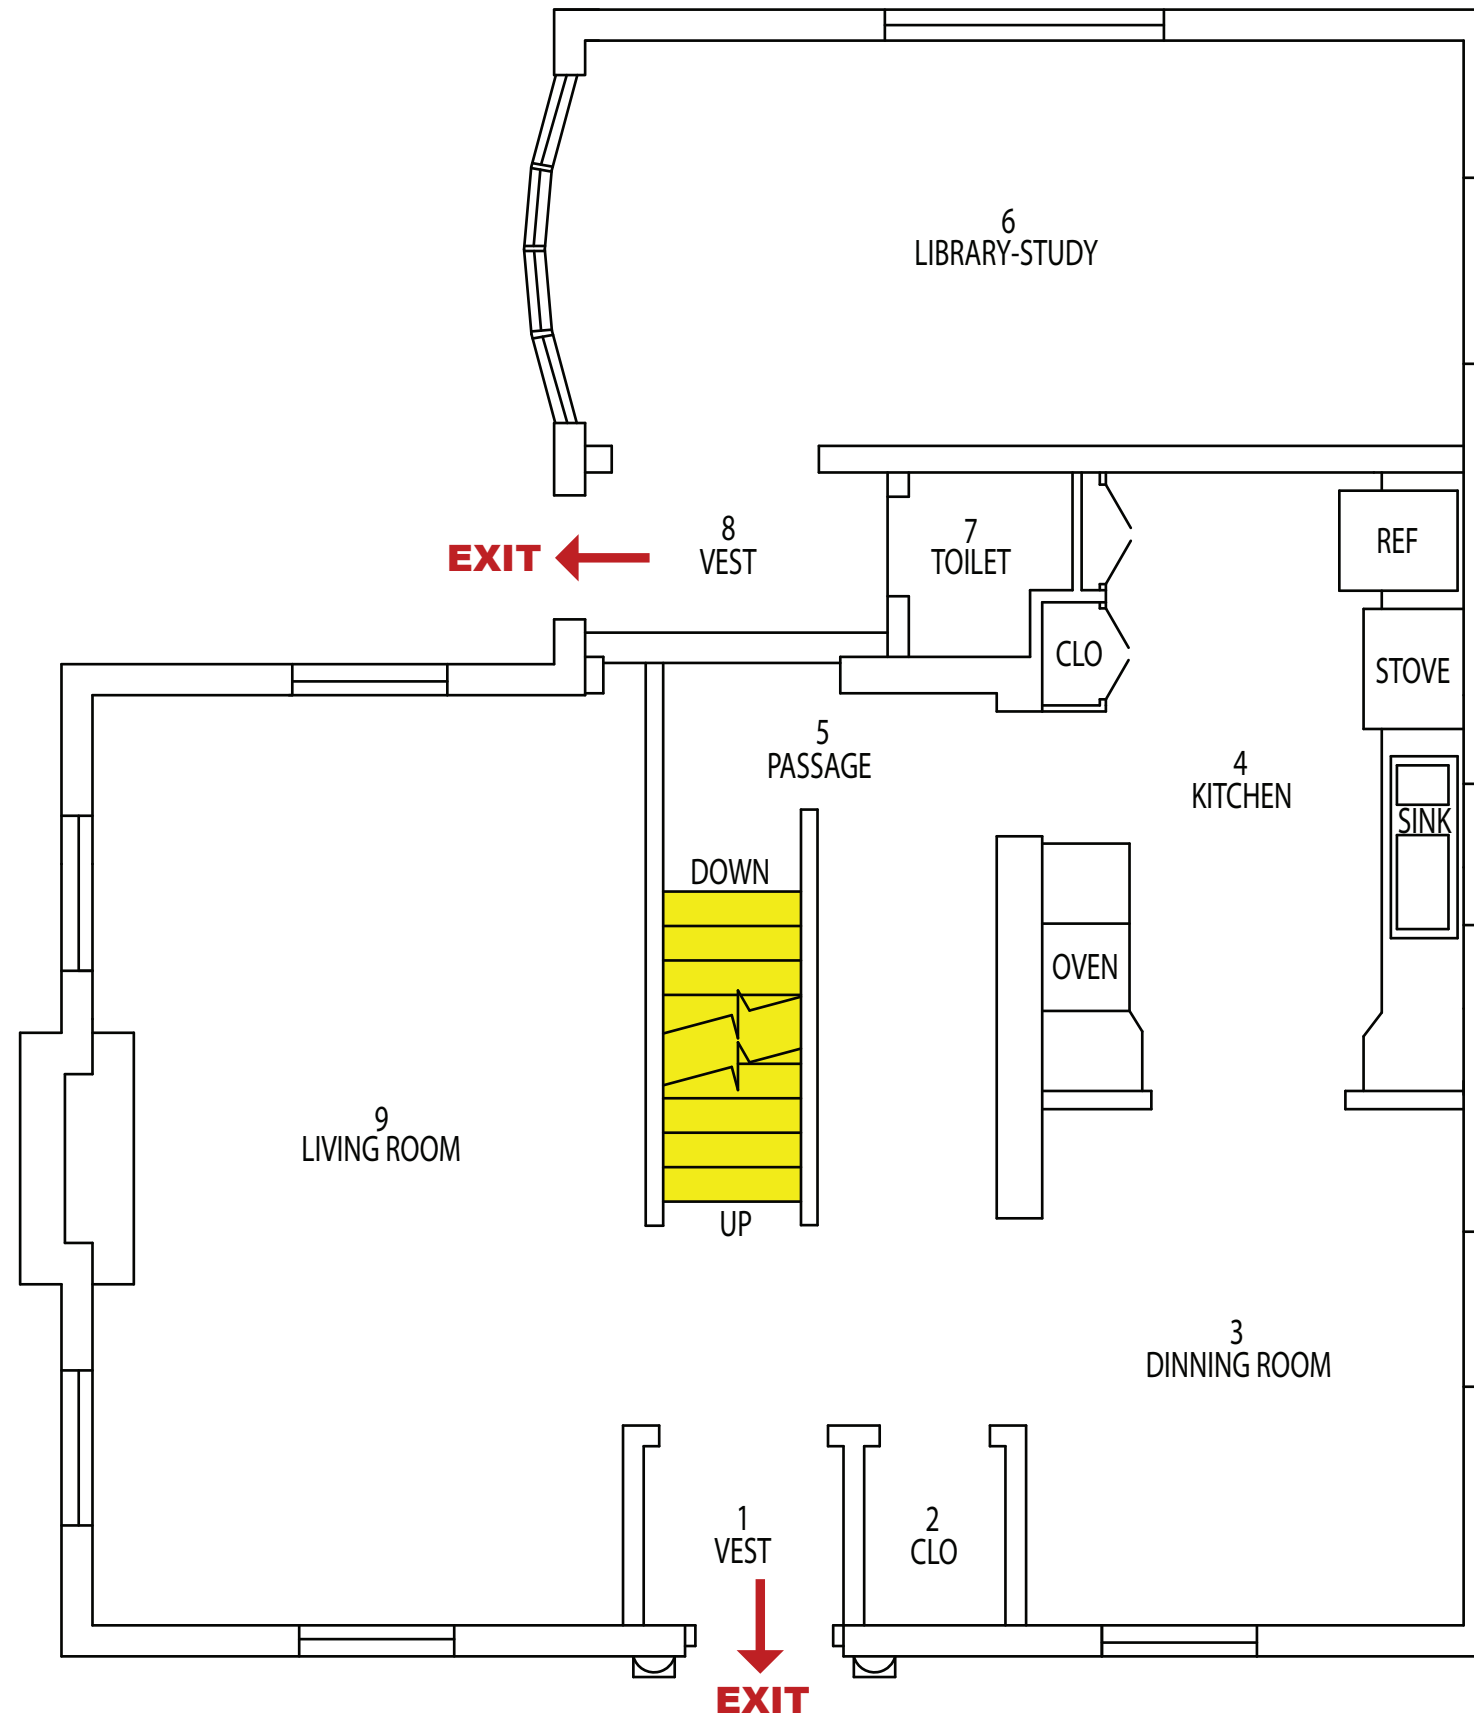 6
LIBRARY-STUDY
EXIT
8
VEST
7
TOILET
REF
CLO
STOVE
5
PASSAGE
4
KITCHEN
SINK
DOWN
OVEN
9
LIVING ROOM
UP
3
DINNING ROOM
1
VEST
2
CLO
EXIT